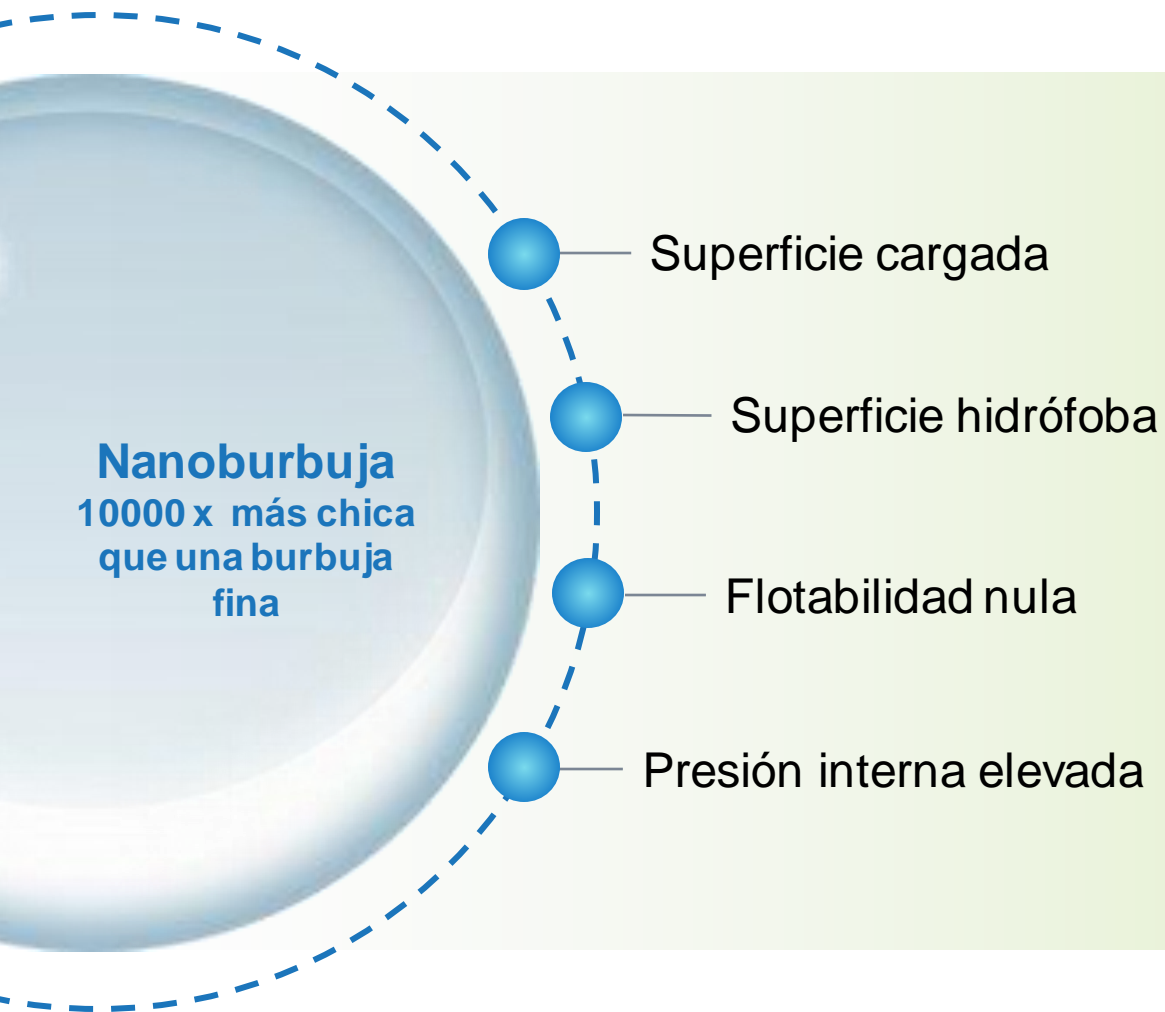 Superficie cargada
Superficie hidrófoba
Nanoburbuja
10000 x más chica
que una burbuja
fina
Flotabilidad nula
Presión interna elevada